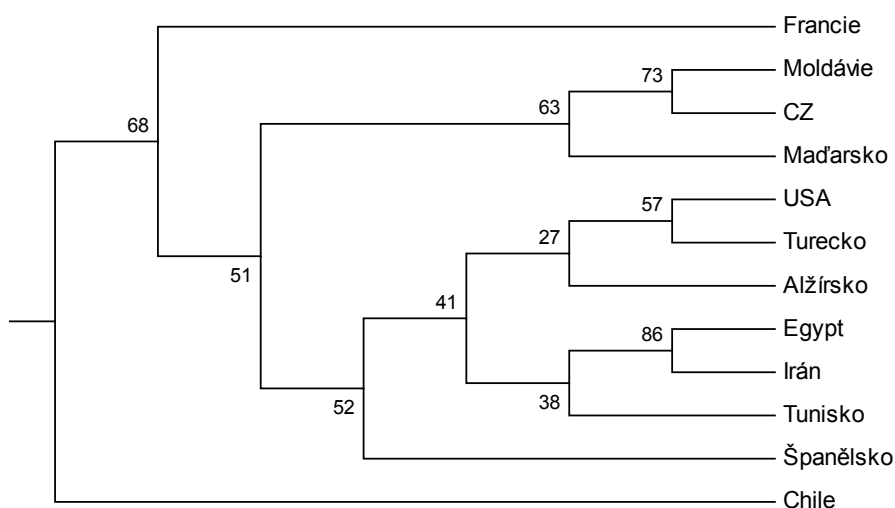 Francie
Moldávie
73
CZ
63
68
Maďarsko
USA
57
Turecko
27
51
Alžírsko
41
Egypt
86
Irán
52
38
Tunisko
Španělsko
Chile